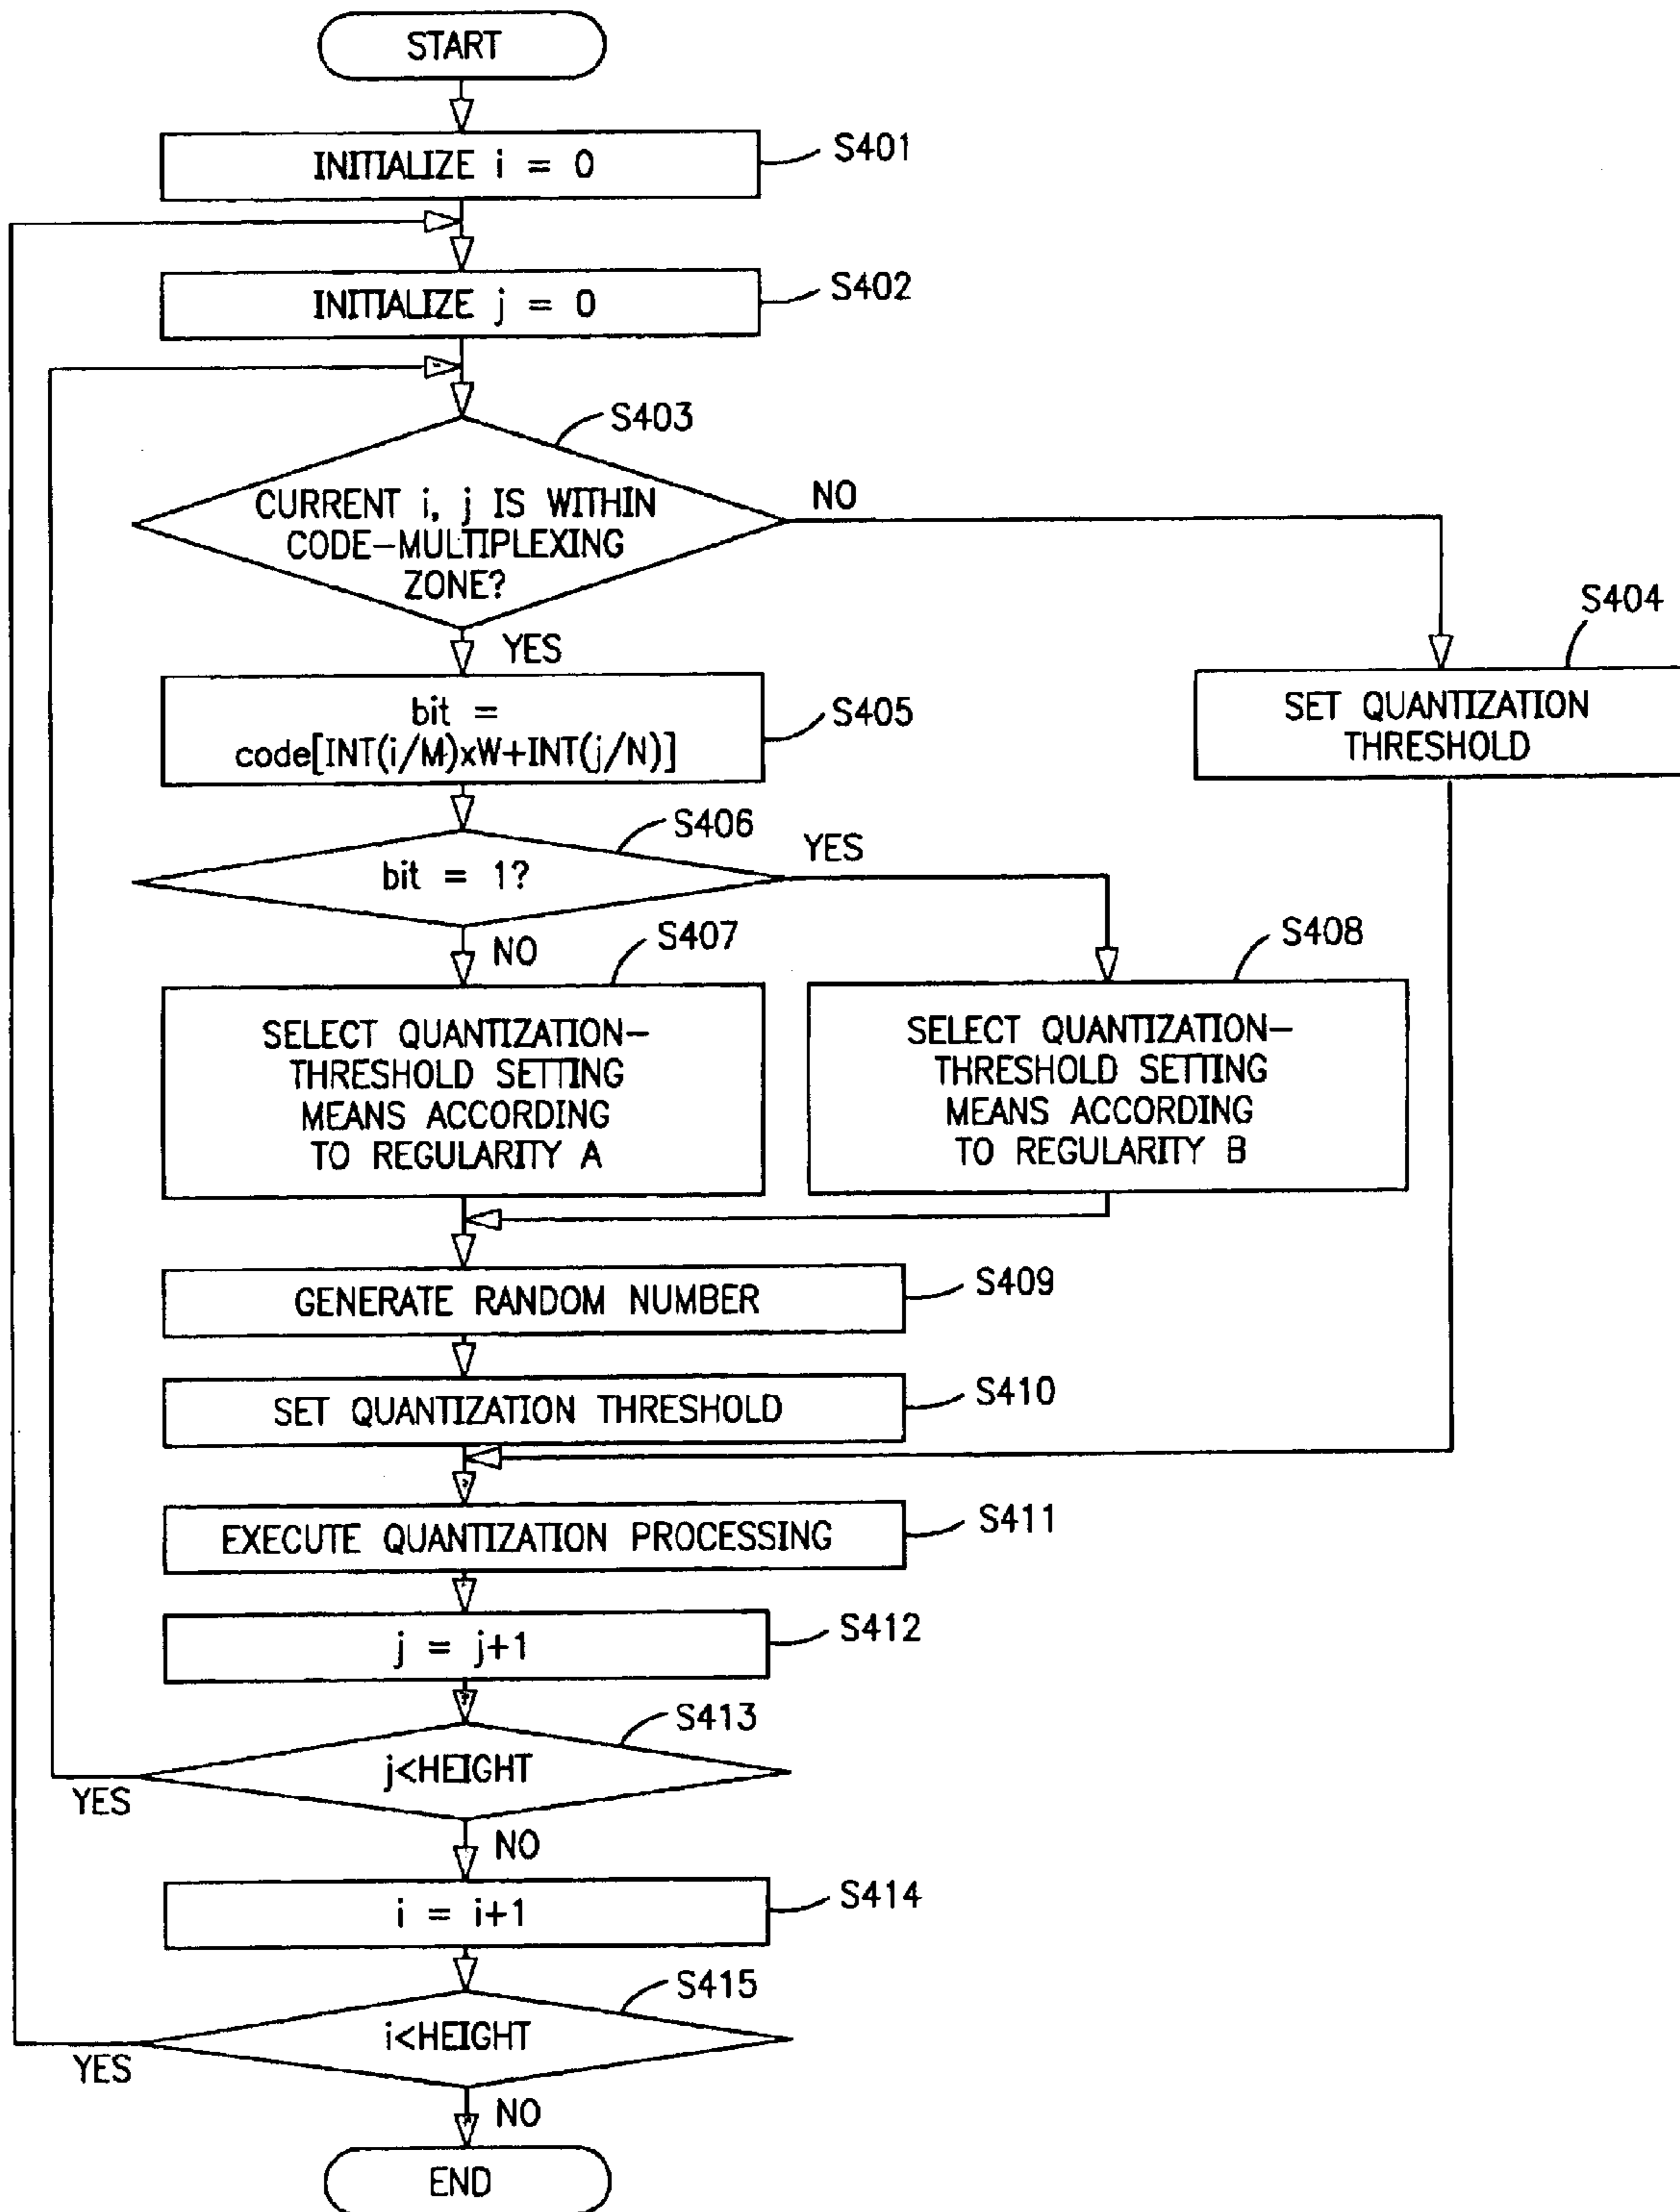 START
INITIALIZE i = 0
S401
INITIALIZE j = 0
S402
S403
CURRENT i, j IS WITHIN
CODE-MULTIPLEXING
ZONE?
NO
YES
S404
SET QUANTIZATION
THRESHOLD
bit =
code[INT(i/M)xW+INT(j/N)]
S405
S406
bit = 1?
YES
NO
S407
SELECT QUANTIZATION-
THRESHOLD SETTING
MEANS ACCORDING
TO REGULARITY A
S408
SELECT QUANTIZATION-
THRESHOLD SETTING
MEANS ACCORDING
TO REGULARITY B
GENERATE RANDOM NUMBER
S409
SET QUANTIZATION THRESHOLD
S410
EXECUTE QUANTIZATION PROCESSING
S411
j = j+1
S412
S413
j<HEIGHT
YES
NO
i = i+1
S414
S415
i<HEIGHT
YES
NO
END